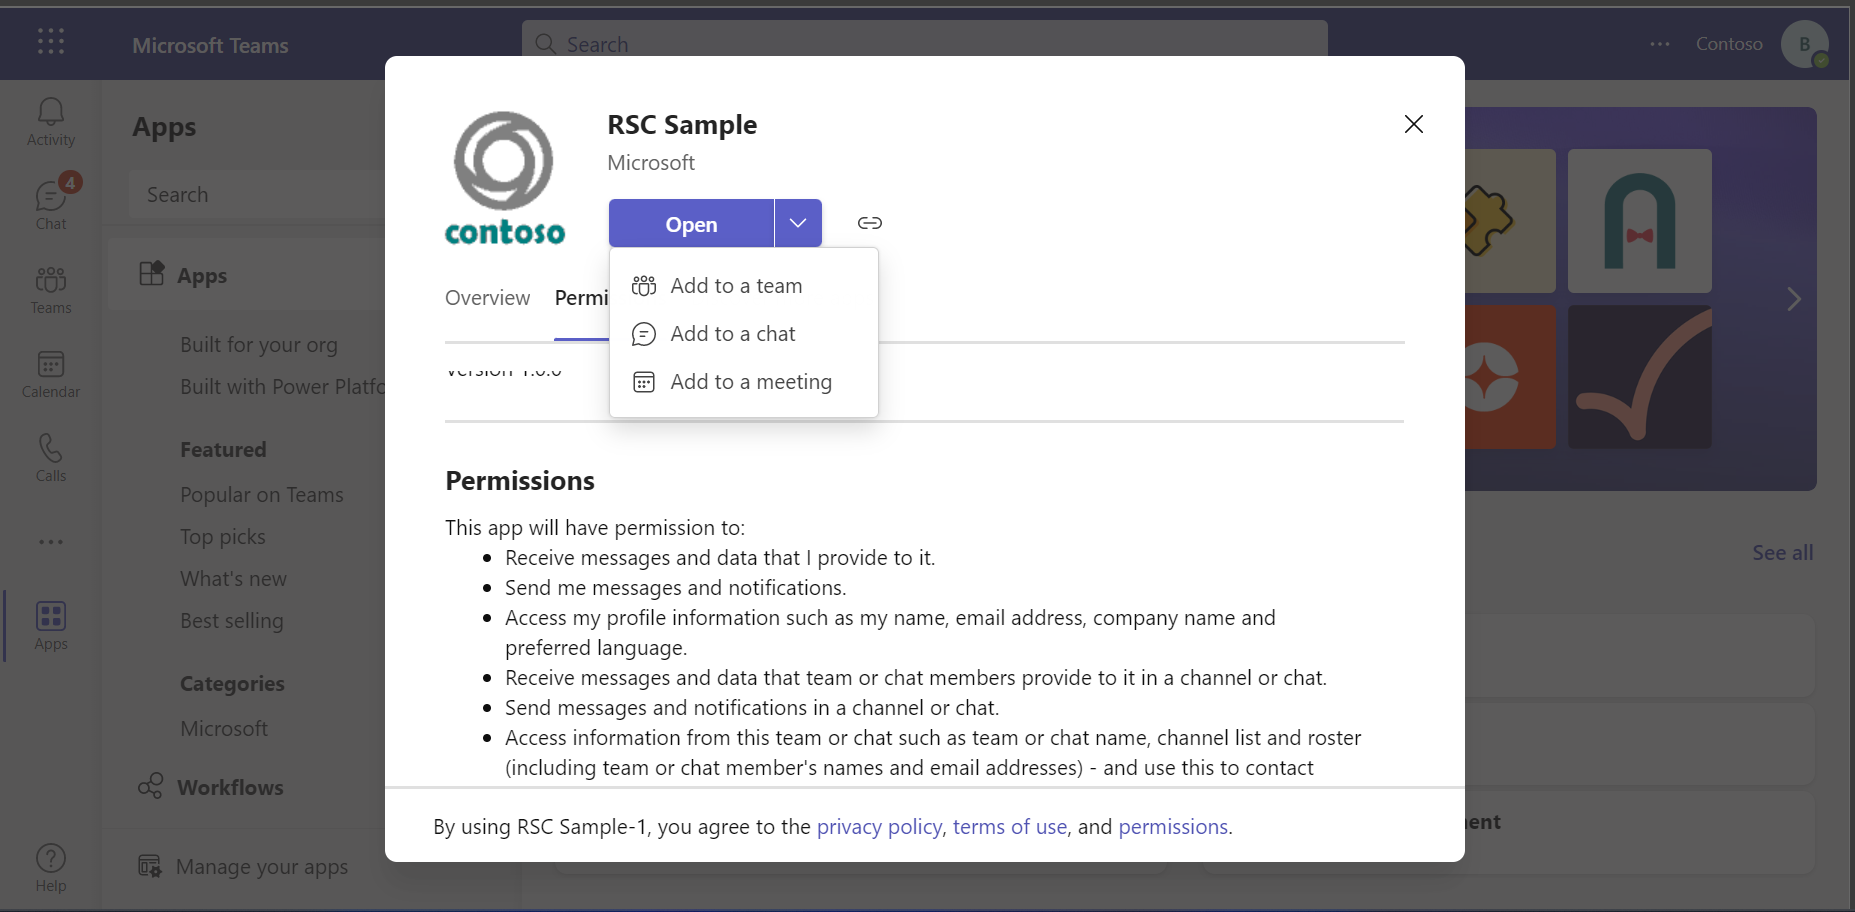 Microsoft Teams
Search
Contoso
B
Activity
4
Chat
Teams
Calendar
Calls
Apps
Help
Apps
Search
Apps
Built for your org
Built with Power Platfo
Featured
Popular on Teams
Top picks
What's new
Best selling
Categories
Microsoft
Workflows
Manage your apps
contoso
RSC Sample
Microsoft
Open
Add to a team
Add to a chat
Add to a meeting
Overview
Permi
Version 1.0.0
Permissions
This app will have permission to:
• Receive messages and data that I provide to it.
• Send me messages and notifications.
• Access my profile information such as my name, email address, company name and
preferred language.
• Receive messages and data that team or chat members provide to it in a channel or chat.
• Send messages and notifications in a channel or chat.
• Access information from this team or chat such as team or chat name, channel list and roster
(including team or chat member's names and email addresses) - and use this to contact
By using RSC Sample-1, you agree to the privacy policy, terms of use, and permissions.
See all